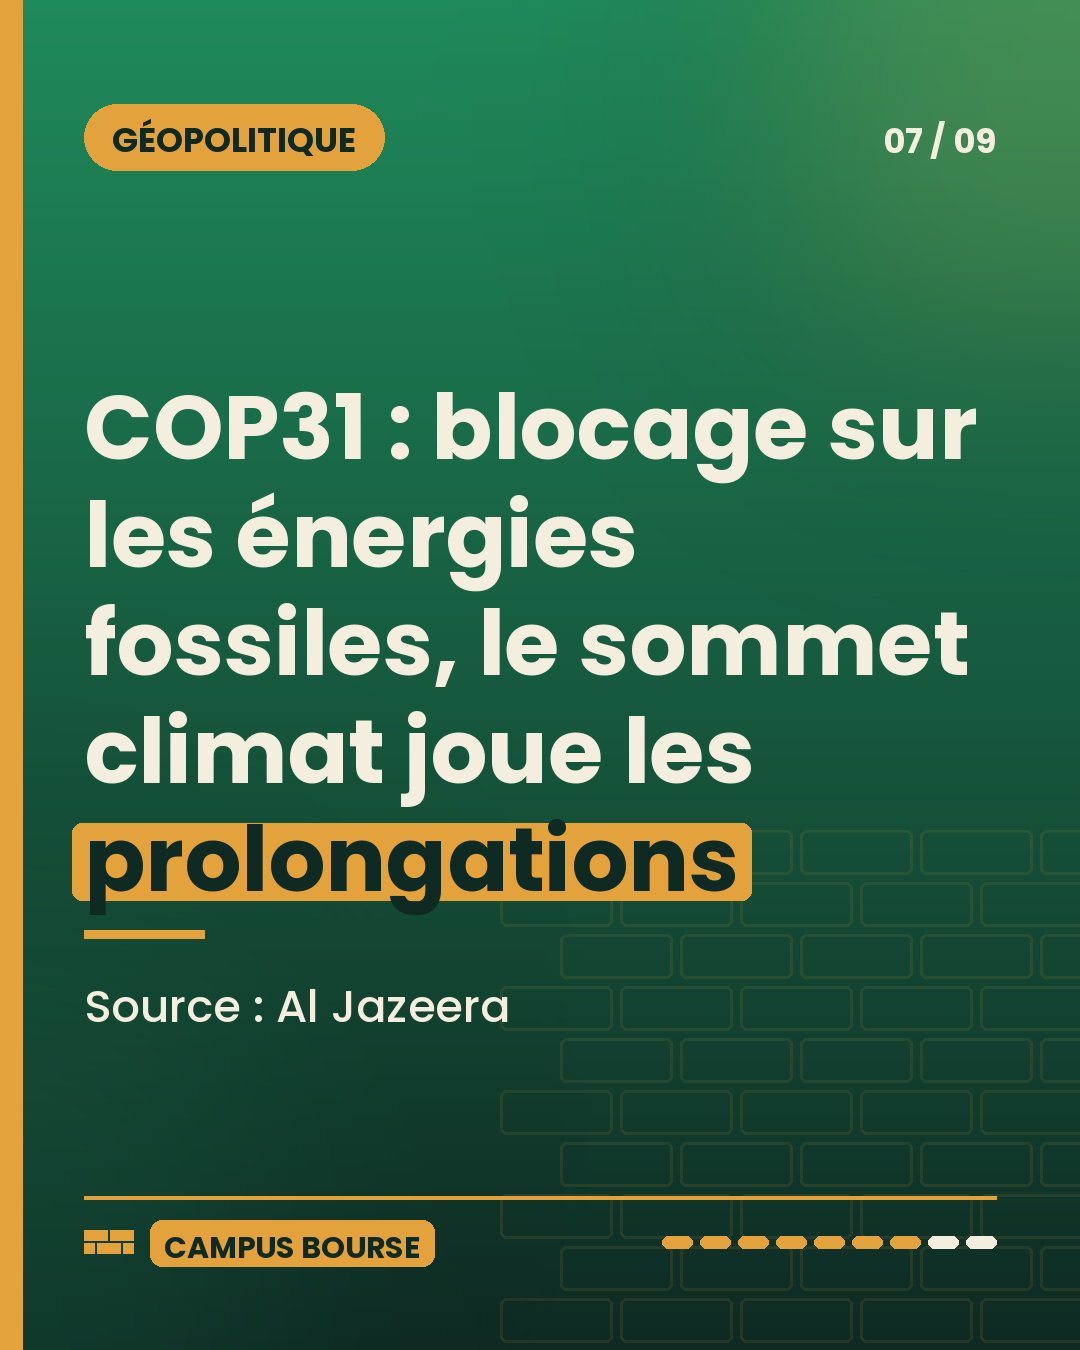 GÉOPOLITIQUE
07 / 09
COP31 : blocage sur
les énergies
fossiles, le sommet
climat joue les
prolongations
Source : Al Jazeera
CAMPUS BOURSE